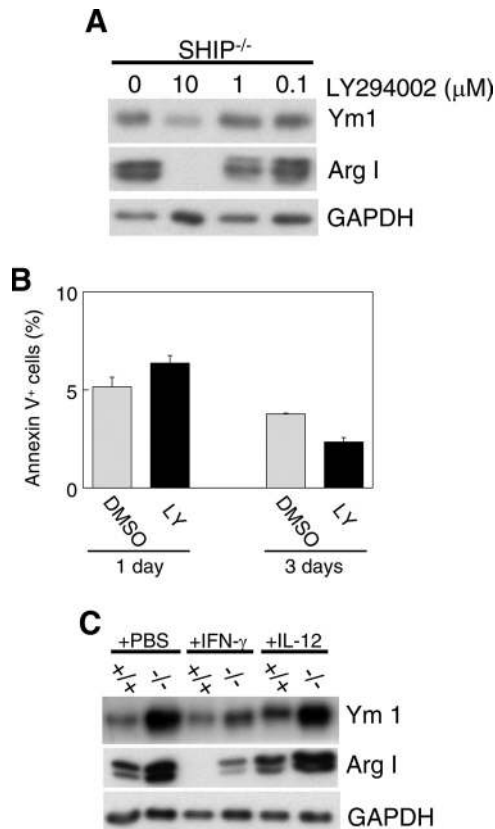 A
SHIP-/-
0 10 1 0.1 LY294002 (μM)
Ym1
Arg I
GAPDH
B
10
5
0
Annexin V+ cells (%)
DMSO LY DMSO LY
1 day 3 days
C
+PBS +IFN-γ +IL-12
+/+ -/- +/+ -/- +/+ -/-
Ym 1
Arg I
GAPDH